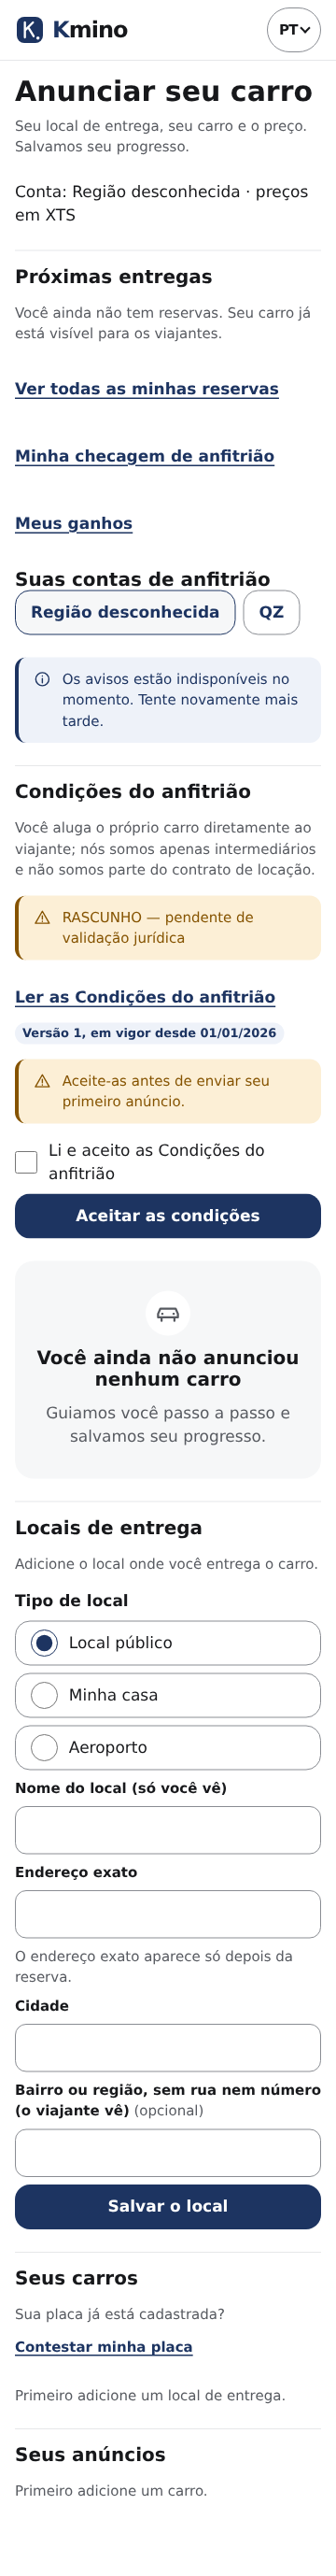 Kmino
PT
Anunciar seu carro
Seu local de entrega, seu carro e o preço.
Salvamos seu progresso.
Conta: Região desconhecida · preços
em XTS
Próximas entregas
Você ainda não tem reservas. Seu carro já
está visível para os viajantes.
Ver todas as minhas reservas
Minha checagem de anfitrião
Meus ganhos
Suas contas de anfitrião
Região desconhecida
QZ
Os avisos estão indisponíveis no
momento. Tente novamente mais
tarde.
Condições do anfitrião
Você aluga o próprio carro diretamente ao
viajante; nós somos apenas intermediários
e não somos parte do contrato de locação.
RASCUNHO — pendente de
validação jurídica
Ler as Condições do anfitrião
Versão 1, em vigor desde 01/01/2026
Aceite-as antes de enviar seu
primeiro anúncio.
Li e aceito as Condições do
anfitrião
Aceitar as condições
Você ainda não anunciou
nenhum carro
Guiamos você passo a passo e
salvamos seu progresso.
Locais de entrega
Adicione o local onde você entrega o carro.
Tipo de local
Local público
Minha casa
Aeroporto
Nome do local (só você vê)
Endereço exato
O endereço exato aparece só depois da
reserva.
Cidade
Bairro ou região, sem rua nem número
(o viajante vê) (opcional)
Salvar o local
Seus carros
Sua placa já está cadastrada?
Contestar minha placa
Primeiro adicione um local de entrega.
Seus anúncios
Primeiro adicione um carro.